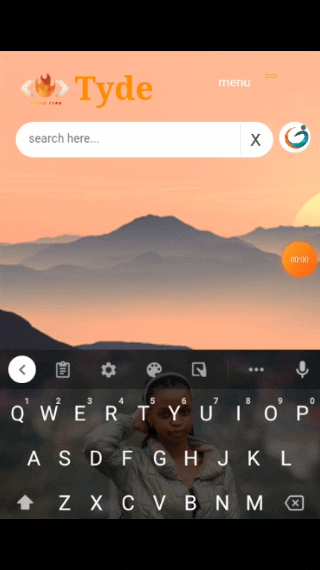 Tyde
menu
search here...
X
00:00
1 2 3 4 5 6 7 8 9 0
Q W E R T Y U I O P
A S D F G H J K L
Z X C V B N M